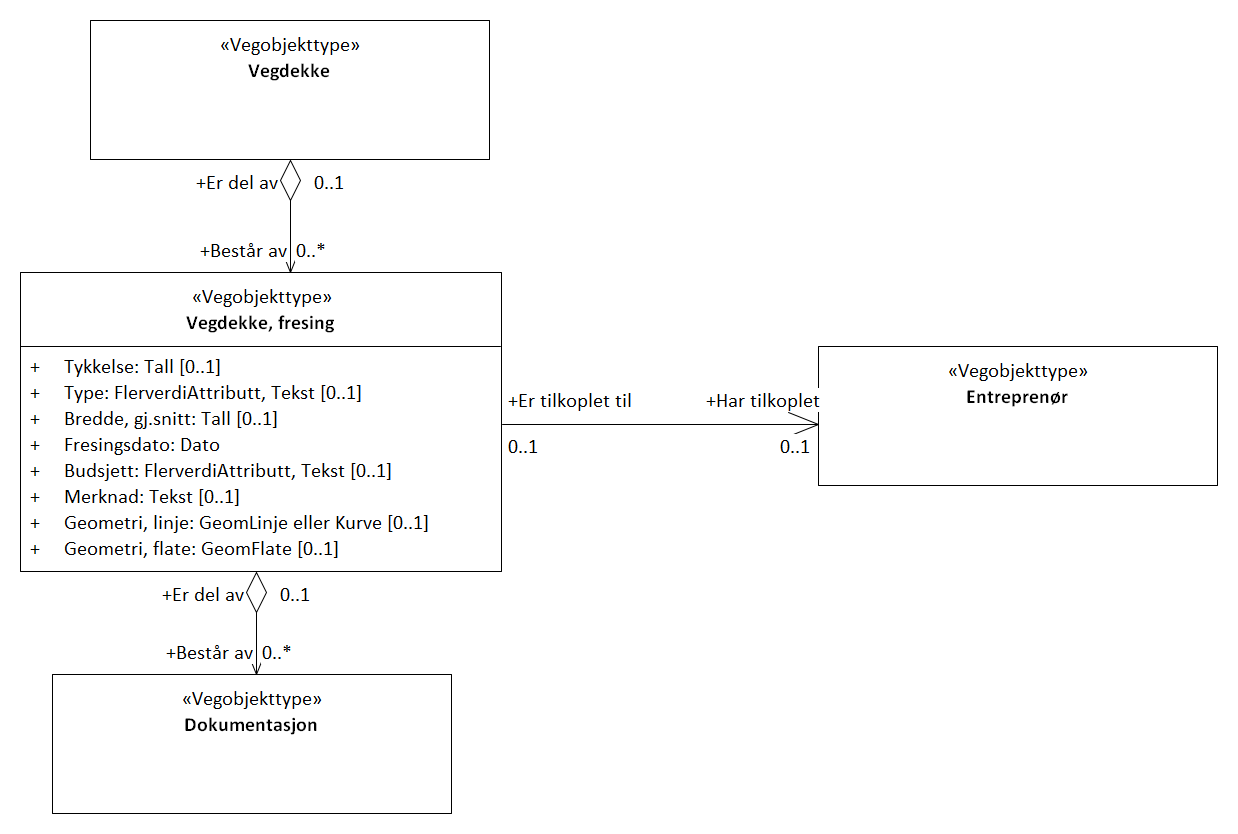 «Vegobjekttype»
Vegdekke
+Er del av 0..1
+Består av 0..*
«Vegobjekttype»
Vegdekke, fresing
+ Tykkelse: Tall [0..1]
+ Type: FlerverdiAttributt, Tekst [0..1]
+ Bredde, gj.snitt: Tall [0..1]
+ Fresingsdato: Dato
+ Budsjett: FlerverdiAttributt, Tekst [0..1]
+ Merknad: Tekst [0..1]
+ Geometri, linje: GeomLinje eller Kurve [0..1]
+ Geometri, flate: GeomFlate [0..1]
+Er tilkoplet til +Har tilkoplet
0..1 0..1
«Vegobjekttype»
Entreprenør
+Er del av 0..1
+Består av 0..*
«Vegobjekttype»
Dokumentasjon